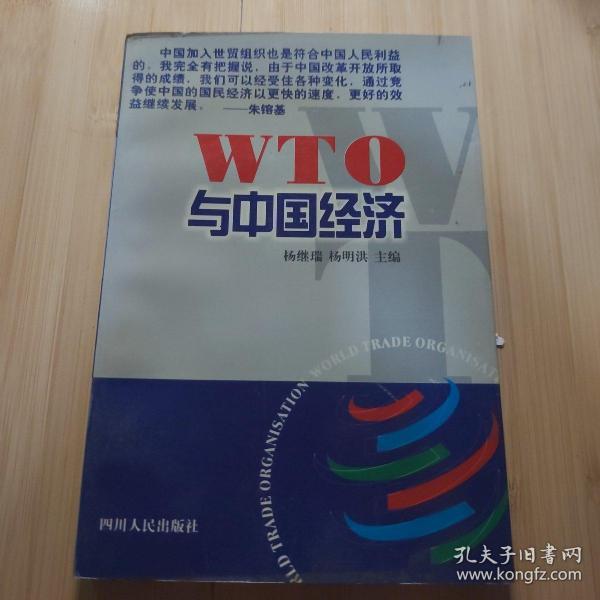 中国加入世贸组织也是符合中国人民利益
的。我完全有把握说，由于中国改革开放所取
得的成绩，我们可以经受住各种变化，通过竞
争使中国的国民经济以更快的速度，更好的效
益继续发展。 ——朱镕基
WTO
与中国经济
杨继瑞 杨明洪 主编
WT
WORLD TRADE ORGANISATION WORLD TRADE ORGANISATION
四川人民出版社
孔夫子旧书网
www.kongfz.com